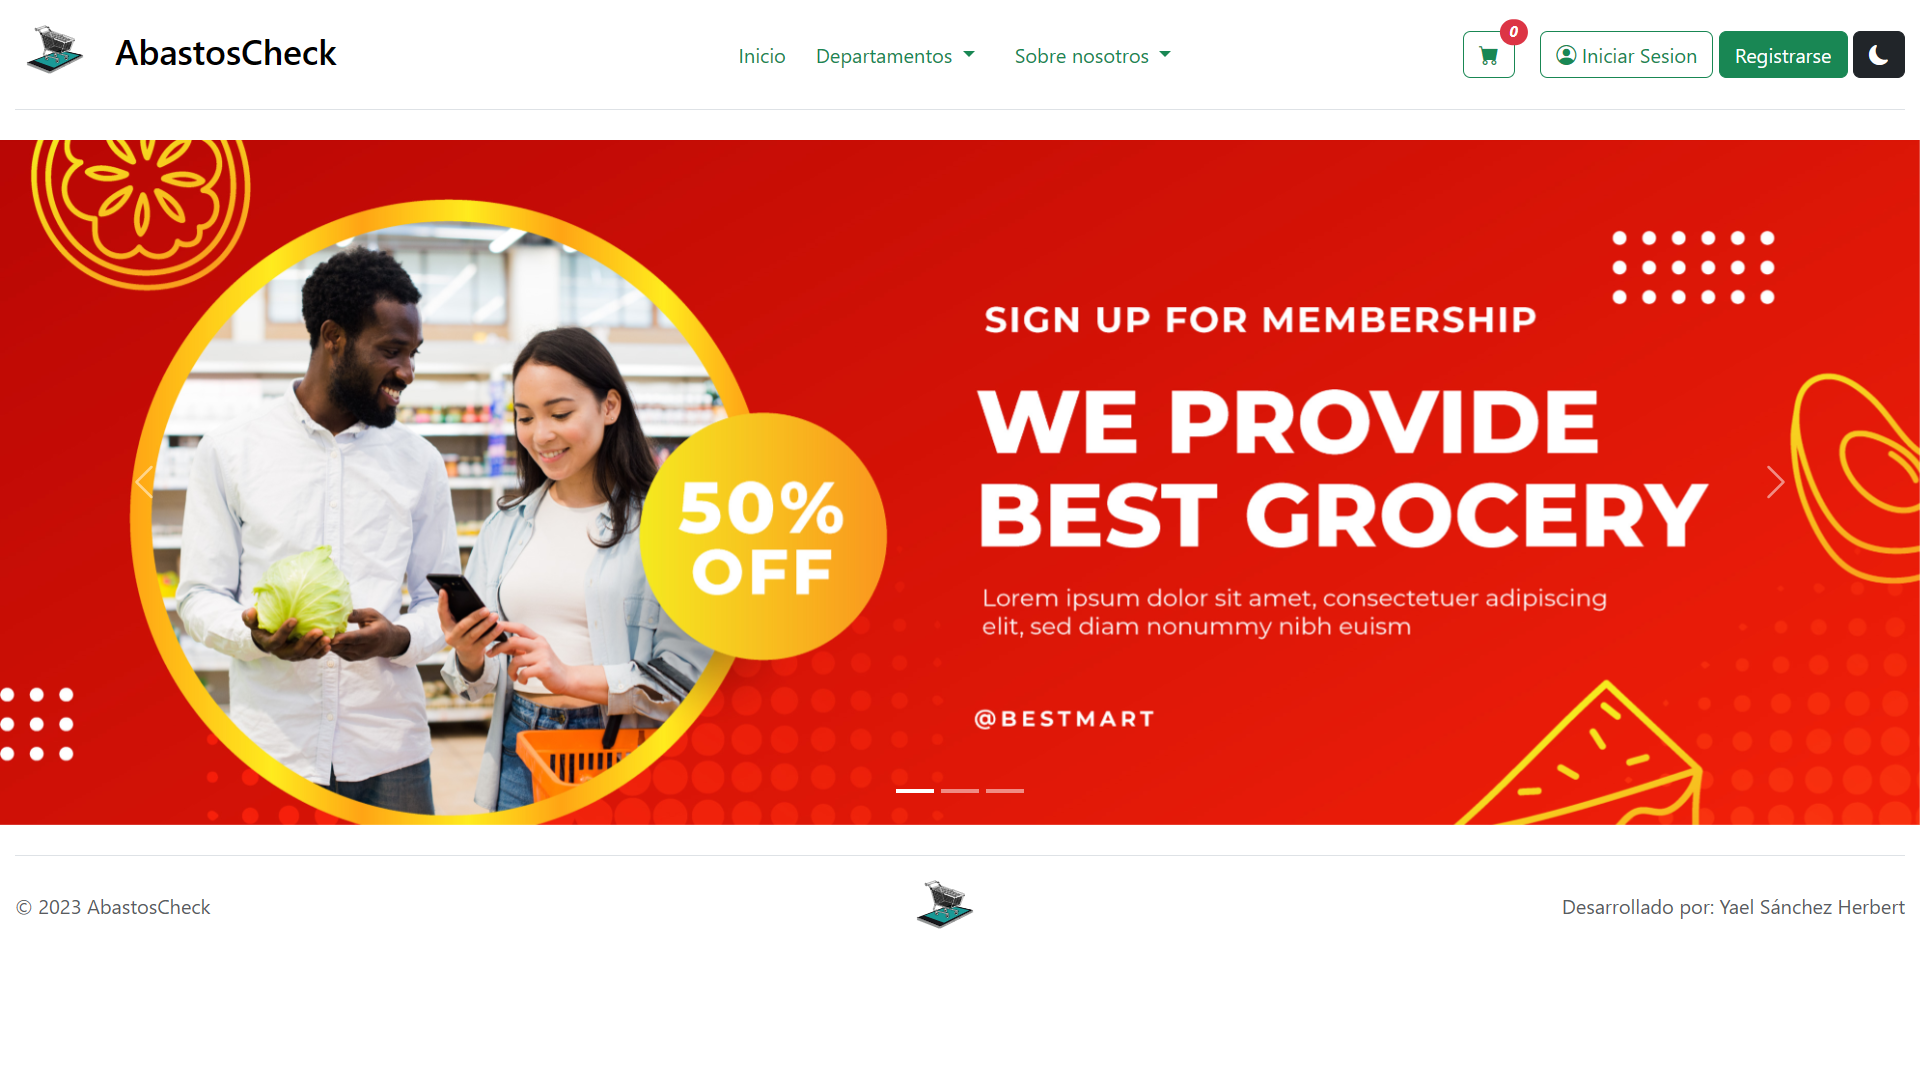 AbastosCheck
Inicio
Departamentos
Sobre nosotros
0
Iniciar Sesion
Registrarse
50%
OFF
SIGN UP FOR MEMBERSHIP
WE PROVIDE
BEST GROCERY
Lorem ipsum dolor sit amet, consectetuer adipiscing
elit, sed diam nonummy nibh euism
@BESTMART
© 2023 AbastosCheck
Desarrollado por: Yael Sánchez Herbert